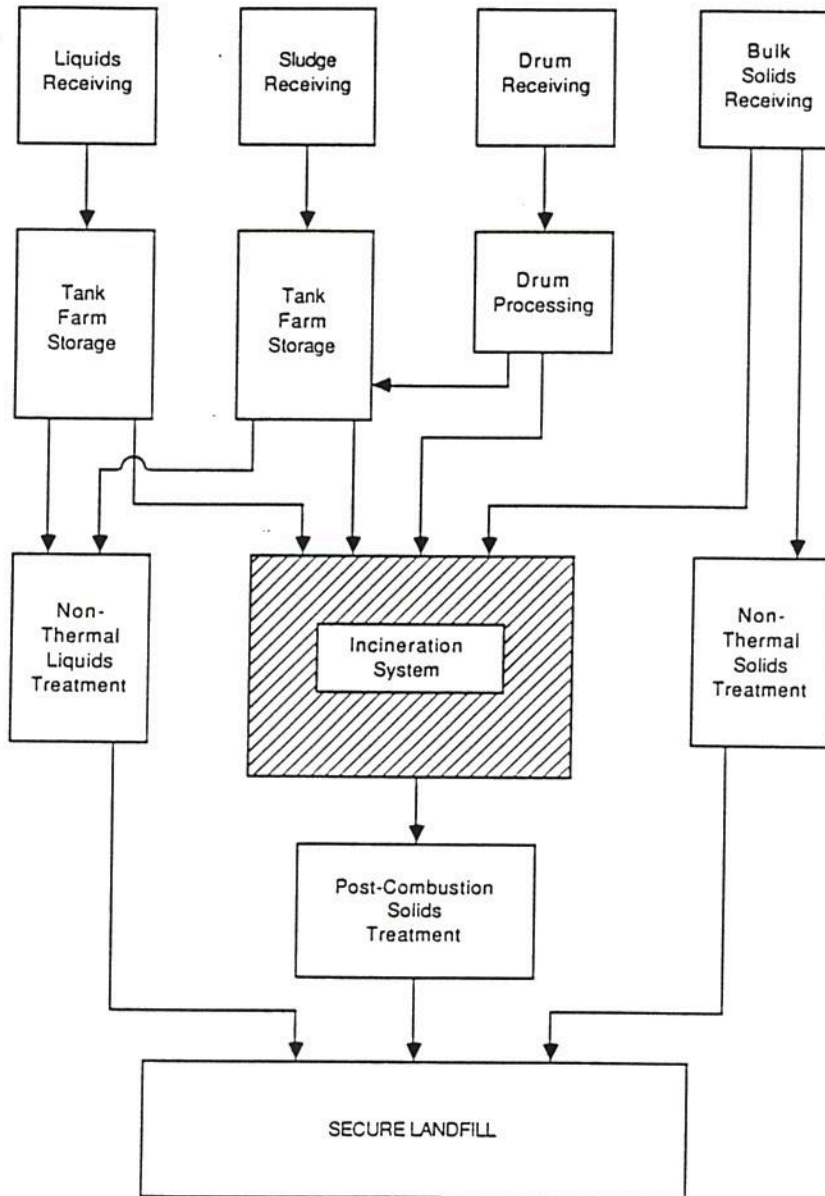 Liquids
Receiving
Sludge
Receiving
Drum
Receiving
Bulk
Solids
Receiving
Tank
Farm
Storage
Tank
Farm
Storage
Drum
Processing
Non-
Thermal
Liquids
Treatment
Incineration
System
Non-
Thermal
Solids
Treatment
Post-Combustion
Solids
Treatment
SECURE LANDFILL